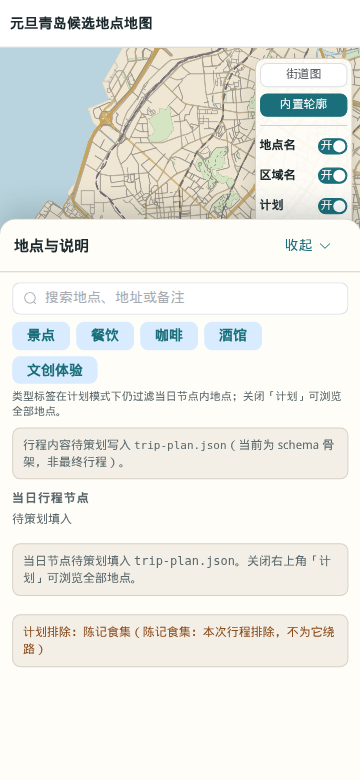 元旦青岛候选地点地图
街道图
内置轮廓
地点名 开
区域名 开
计划 开
地点与说明 收起
搜索地点、地址或备注
景点 餐饮 咖啡 酒馆
文创体验
类型标签在计划模式下仍过滤当日节点内地点；关闭「计划」可浏览
全部地点。
行程内容待策划写入 trip-plan.json（当前为 schema 骨
架，非最终行程）。
当日行程节点
待策划填入
当日节点待策划填入 trip-plan.json。关闭右上角「计
划」可浏览全部地点。
计划排除：陈记食集（陈记食集：本次行程排除，不为它绕
路）